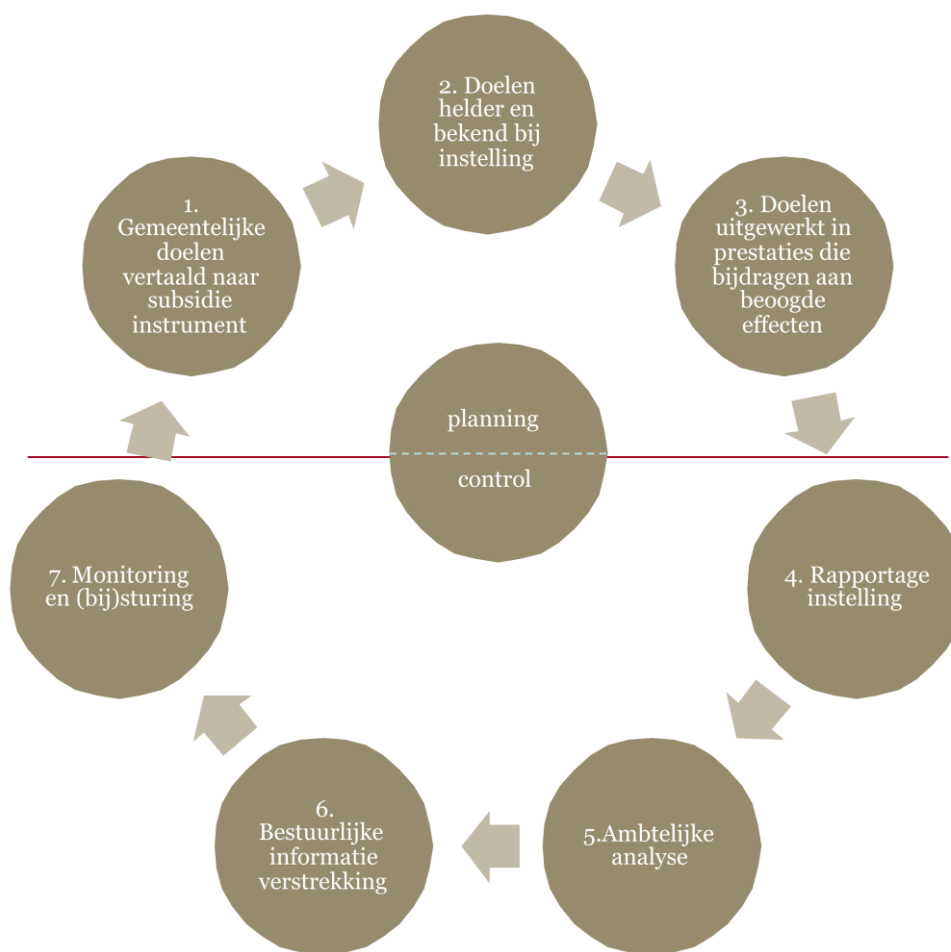 1.
Gemeentelijke
doelen
vertaald naar
subsidie
instrument
2. Doelen
helder en
bekend bij
instelling
3. Doelen
uitgewerkt in
prestaties die
bijdragen aan
beoogde
effecten
planning
control
4. Rapportage
instelling
5.Ambtelijke
analyse
6.
Bestuurlijke
informatie
verstrekking
7. Monitoring
en (bij)sturing